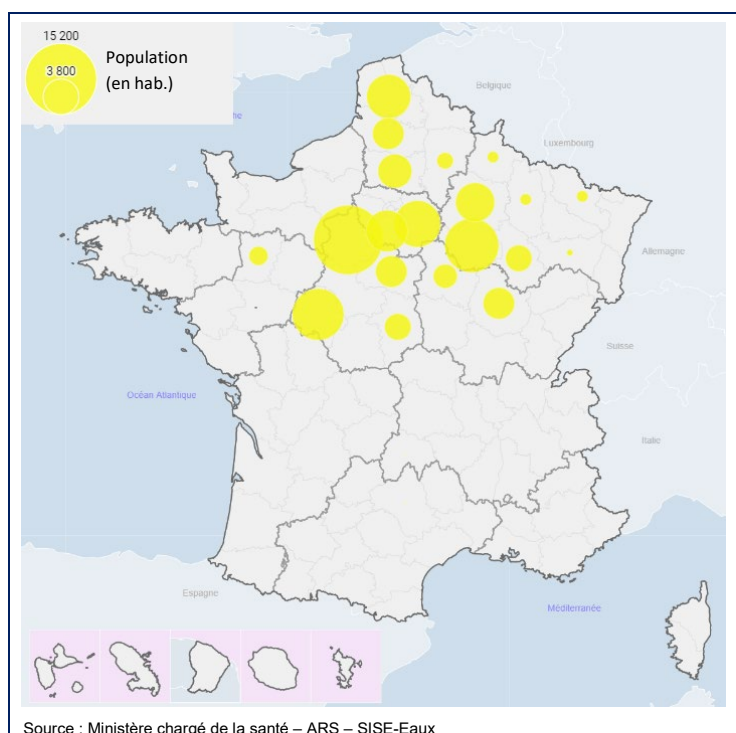 15 200
3 800
Population
(en hab.)
Belgique
he
Luxembourg
Allemagne
Suisse
Océan Atlantique
Italie
Espagne
Méditerranée
Source : Ministère chargé de la santé – ARS – SISE-Eaux